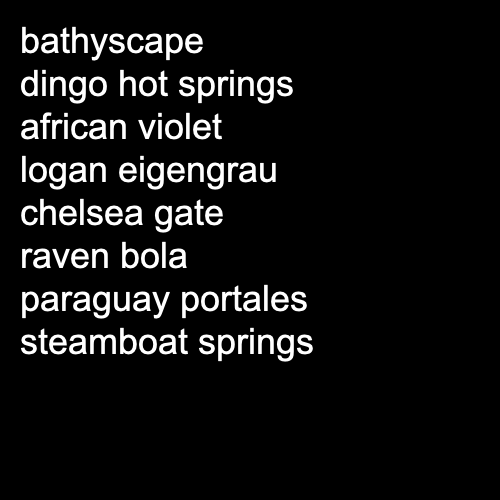 bathyscape
dingo hot springs
african violet
logan eigengrau
chelsea gate
raven bola
paraguay portales
steamboat springs